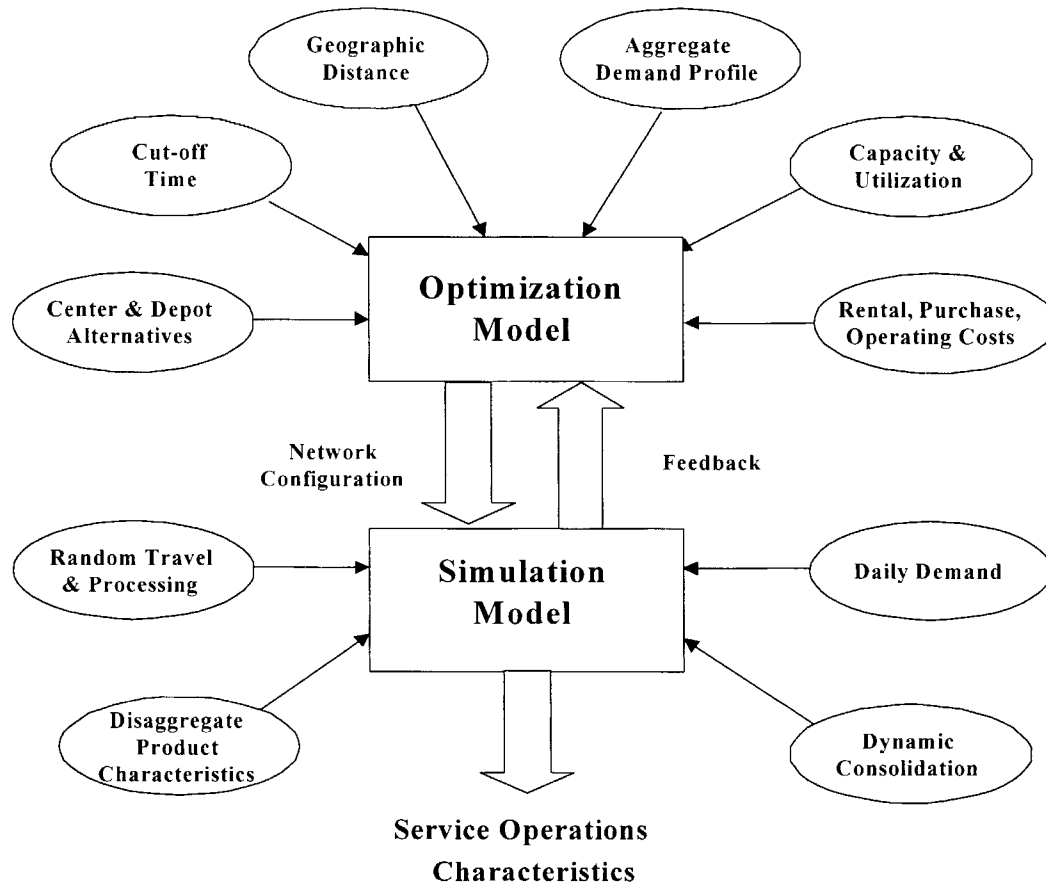 Geographic
Distance
Aggregate
Demand Profile
Cut-off
Time
Capacity &
Utilization
Optimization
Model
Center & Depot
Alternatives
Rental, Purchase,
Operating Costs
Network
Configuration
Feedback
Random Travel
& Processing
Simulation
Model
Daily Demand
Disaggregate
Product
Characteristics
Dynamic
Consolidation
Service Operations
Characteristics